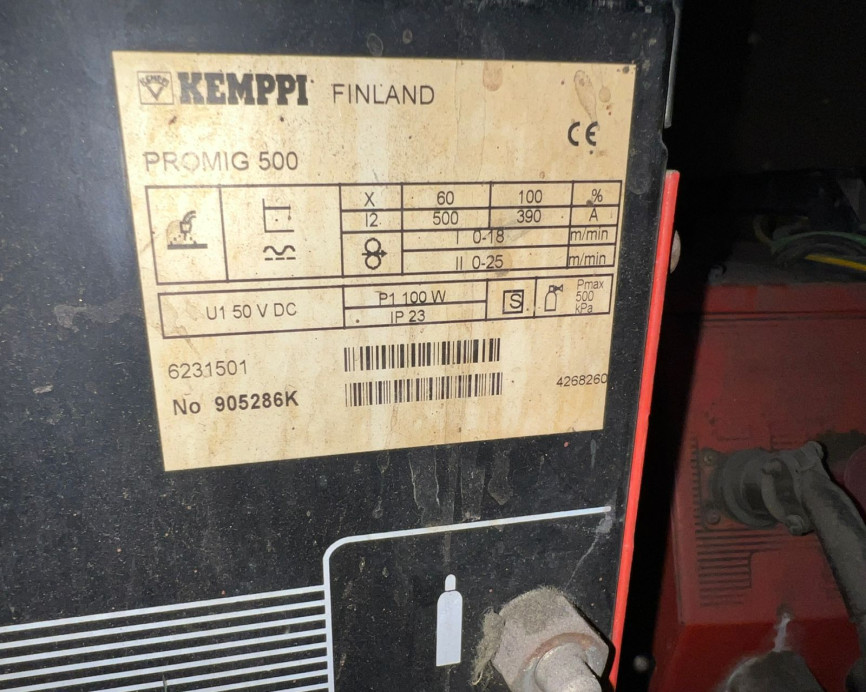 KEMPPI KEMPPI FINLAND
CE
PROMIG 500
X 60 100 %
I2 500 390 A
I 0-18 m/min
II 0-25 m/min
U1 50 V DC
P1 100 W
IP 23
S
Pmax
500
kPa
6231501
4268260
No 905286K